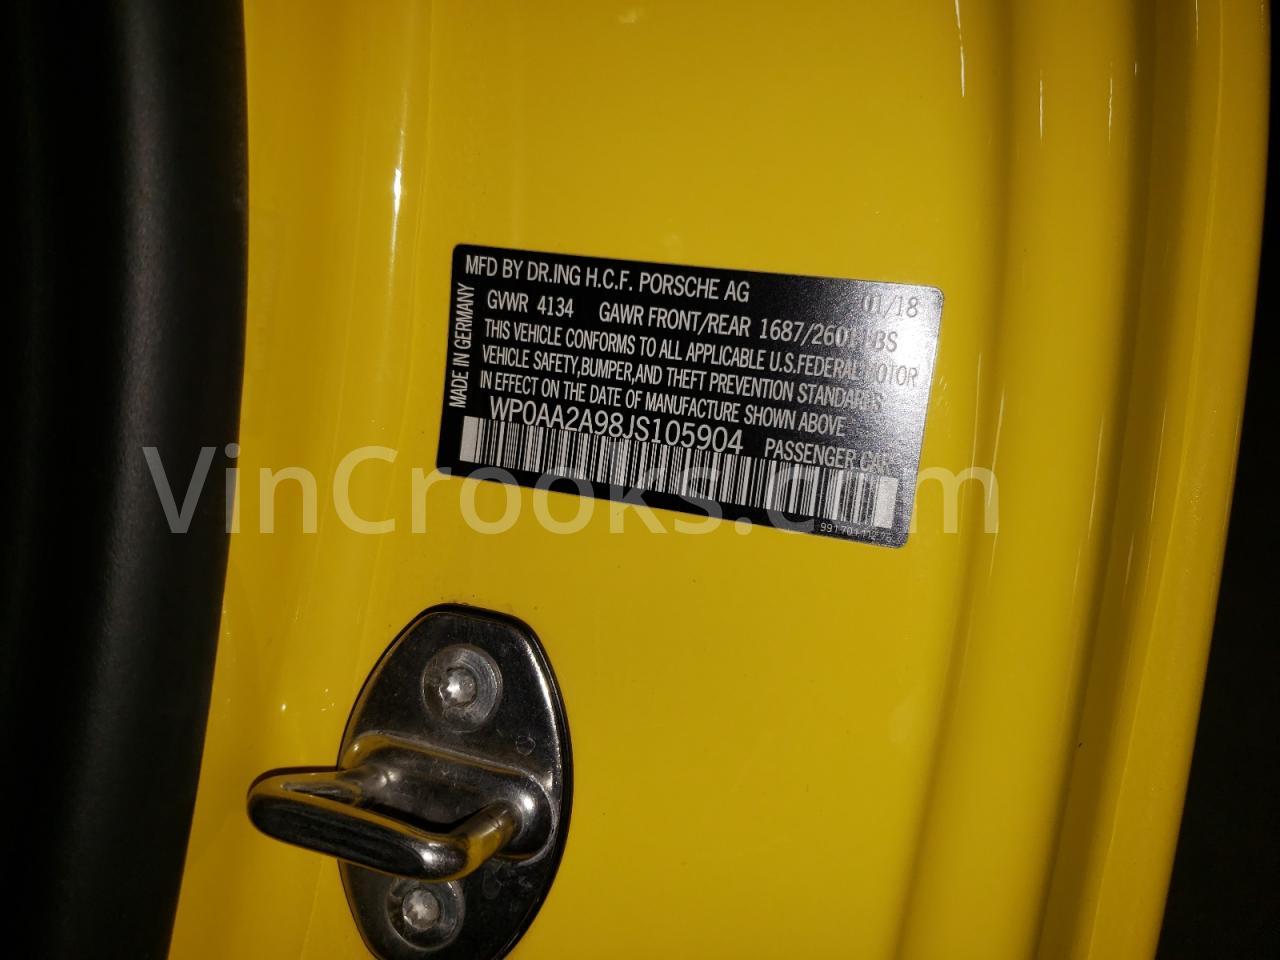 MFD BY DR.ING H.C.F. PORSCHE AG 01/18
GVWR 4134 GAWR FRONT/REAR 1687/2601 LBS
THIS VEHICLE CONFORMS TO ALL APPLICABLE U.S.FEDERAL MOTOR
VEHICLE SAFETY,BUMPER,AND THEFT PREVENTION STANDARDS
IN EFFECT ON THE DATE OF MANUFACTURE SHOWN ABOVE
WP0AA2A98JS105904 PASSENGER CAR
MADE IN GERMANY
VinCrooks.com